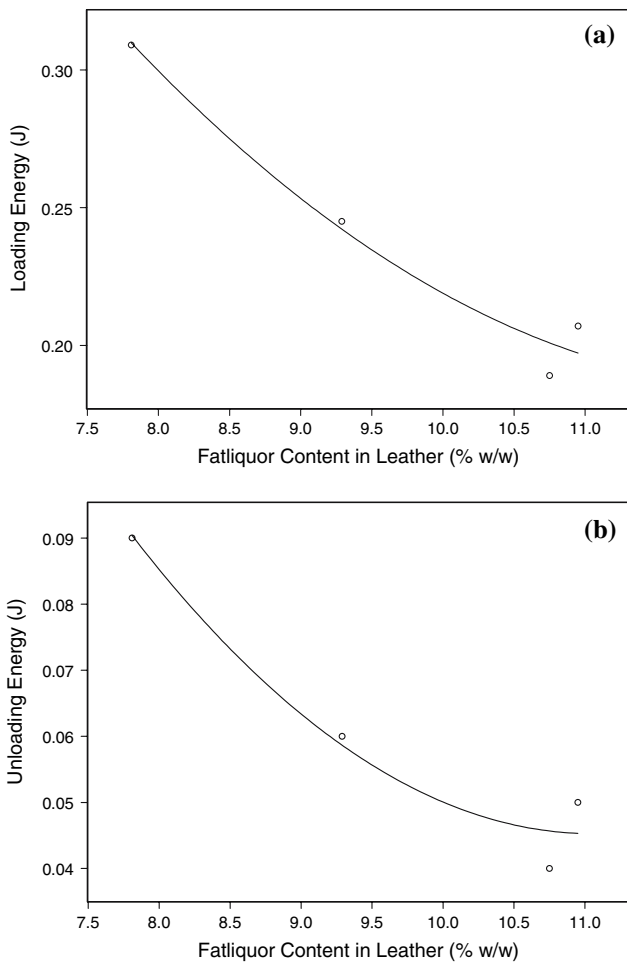 (a)
Loading Energy (J)
0.30
0.25
0.20
7.5 8.0 8.5 9.0 9.5 10.0 10.5 11.0
Fatliquor Content in Leather (% w/w)
(b)
Unloading Energy (J)
0.09
0.08
0.07
0.06
0.05
0.04
7.5 8.0 8.5 9.0 9.5 10.0 10.5 11.0
Fatliquor Content in Leather (% w/w)